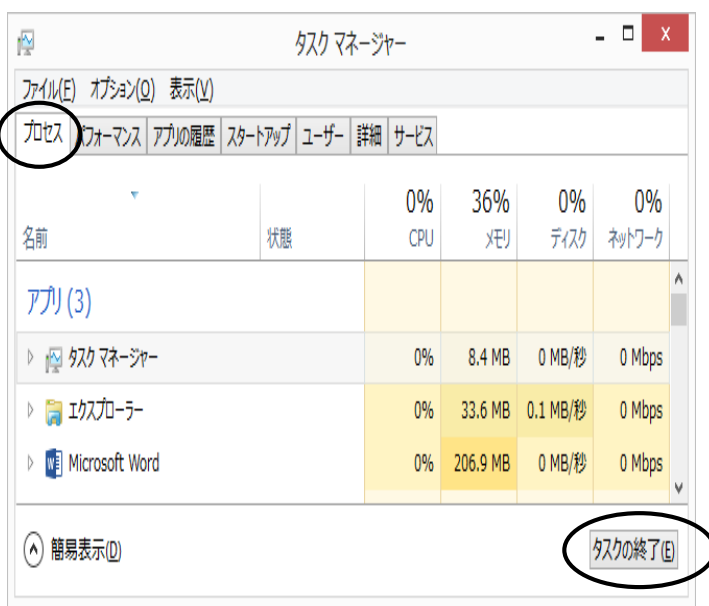 タスク マネージャー
ファイル(F) オプション(O) 表示(V)
プロセス パフォーマンス アプリの履歴 スタートアップ ユーザー 詳細 サービス
0% 36% 0% 0%
名前 状態 CPU メモリ ディスク ネットワーク
アプリ (3)
タスク マネージャー 0% 8.4 MB 0 MB/秒 0 Mbps
エクスプローラー 0% 33.6 MB 0.1 MB/秒 0 Mbps
Microsoft Word 0% 206.9 MB 0 MB/秒 0 Mbps
簡易表示(D) タスクの終了(E)